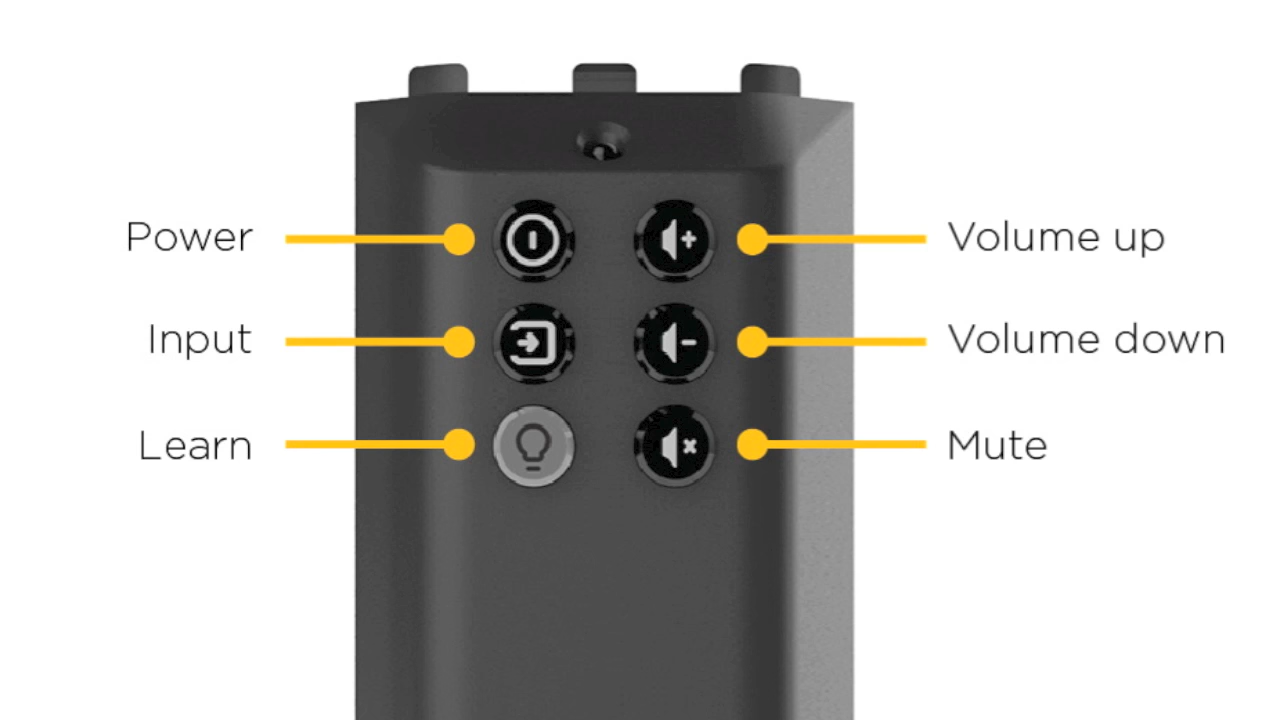 Power
Volume up
Input
Volume down
Learn
Mute